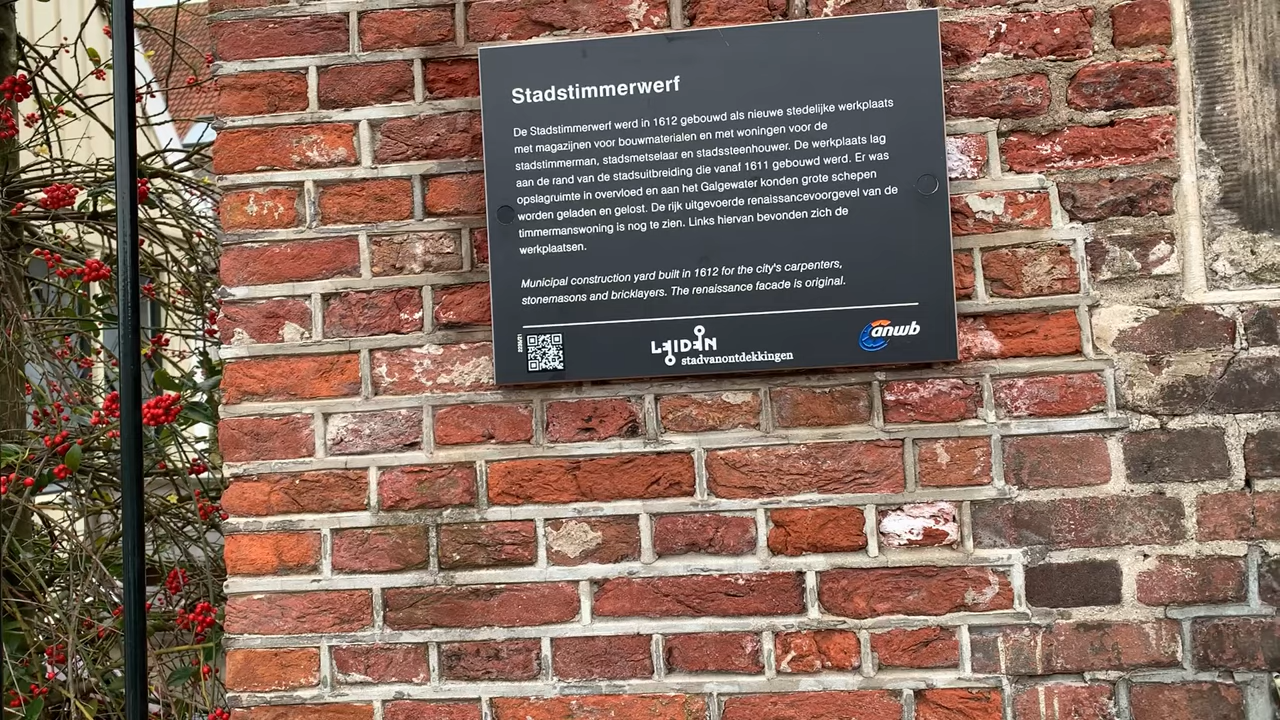 Stadstimmerwerf
De Stadstimmerwerf werd in 1612 gebouwd als nieuwe stedelijke werkplaats
met magazijnen voor bouwmaterialen en met woningen voor de
stadstimmerman, stadsmetselaar en stadssteenhouwer. De werkplaats lag
aan de rand van de stadsuitbreiding die vanaf 1611 gebouwd werd. Er was
opslagruimte in overvloed en aan het Galgewater konden grote schepen
worden geladen en gelost. De rijk uitgevoerde renaissancevoorgevel van de
timmermanswoning is nog te zien. Links hiervan bevonden zich de
werkplaatsen.
Municipal construction yard built in 1612 for the city's carpenters,
stonemasons and bricklayers. The renaissance facade is original.
LEIDEN
stadvanontdekkingen
anwb